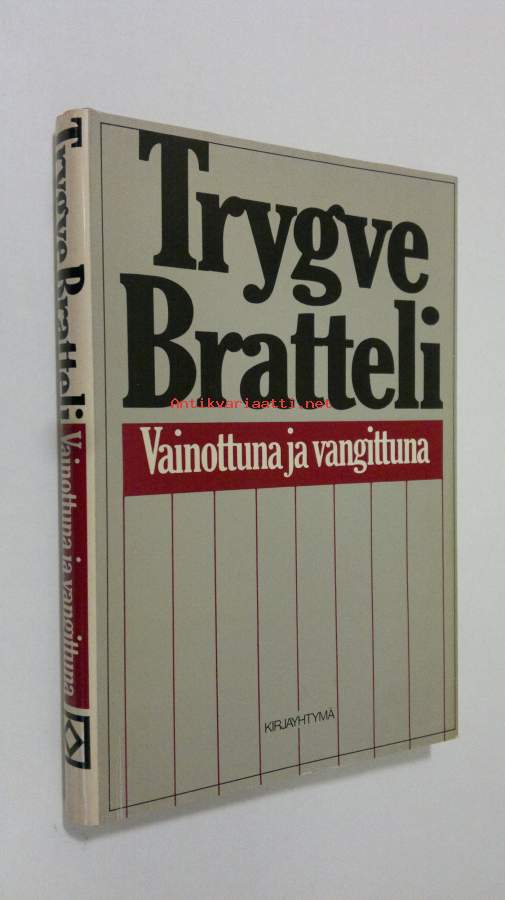 Trygve
Bratteli
Antikvariaatti.net
Vainottuna ja vangittuna
KIRJAYHTYMÄ
Trygve Bratteli Vainottuna ja vangittuna